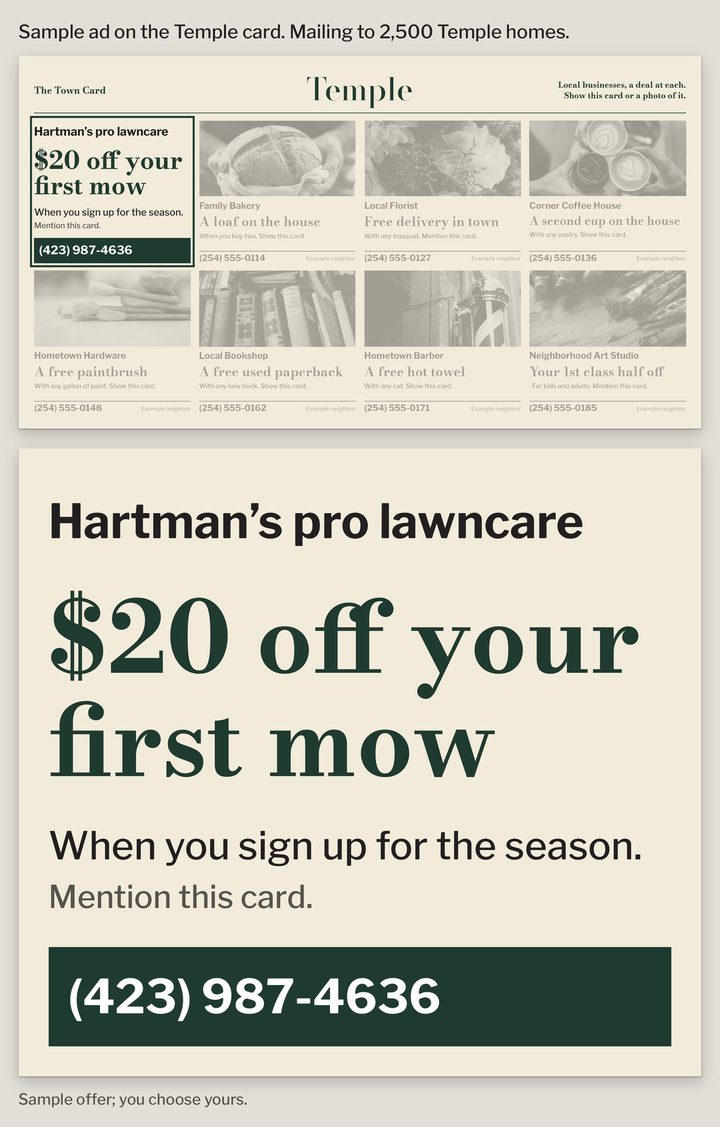 Sample ad on the Temple card. Mailing to 2,500 Temple homes.
The Town Card
Temple
Local businesses, a deal at each.
Show this card or a photo of it.
Hartman’s pro lawncare
$20 off your
first mow
When you sign up for the season.
Mention this card.
(423) 987-4636
Family Bakery
A loaf on the house
When you buy two. Show this card.
(254) 555-0114
Example neighbor
Local Florist
Free delivery in town
With any bouquet. Mention this card.
(254) 555-0127
Example neighbor
Corner Coffee House
A second cup on the house
With any pastry. Show this card.
(254) 555-0136
Example neighbor
Hometown Hardware
A free paintbrush
With any gallon of paint. Show this card.
(254) 555-0148
Example neighbor
Local Bookshop
A free used paperback
With any new book. Show this card.
(254) 555-0162
Example neighbor
Hometown Barber
A free hot towel
With any cut. Show this card.
(254) 555-0171
Example neighbor
Neighborhood Art Studio
Your 1st class half off
For kids and adults. Mention this card.
(254) 555-0185
Example neighbor
Hartman’s pro lawncare
$20 off your
first mow
When you sign up for the season.
Mention this card.
(423) 987-4636
Sample offer; you choose yours.